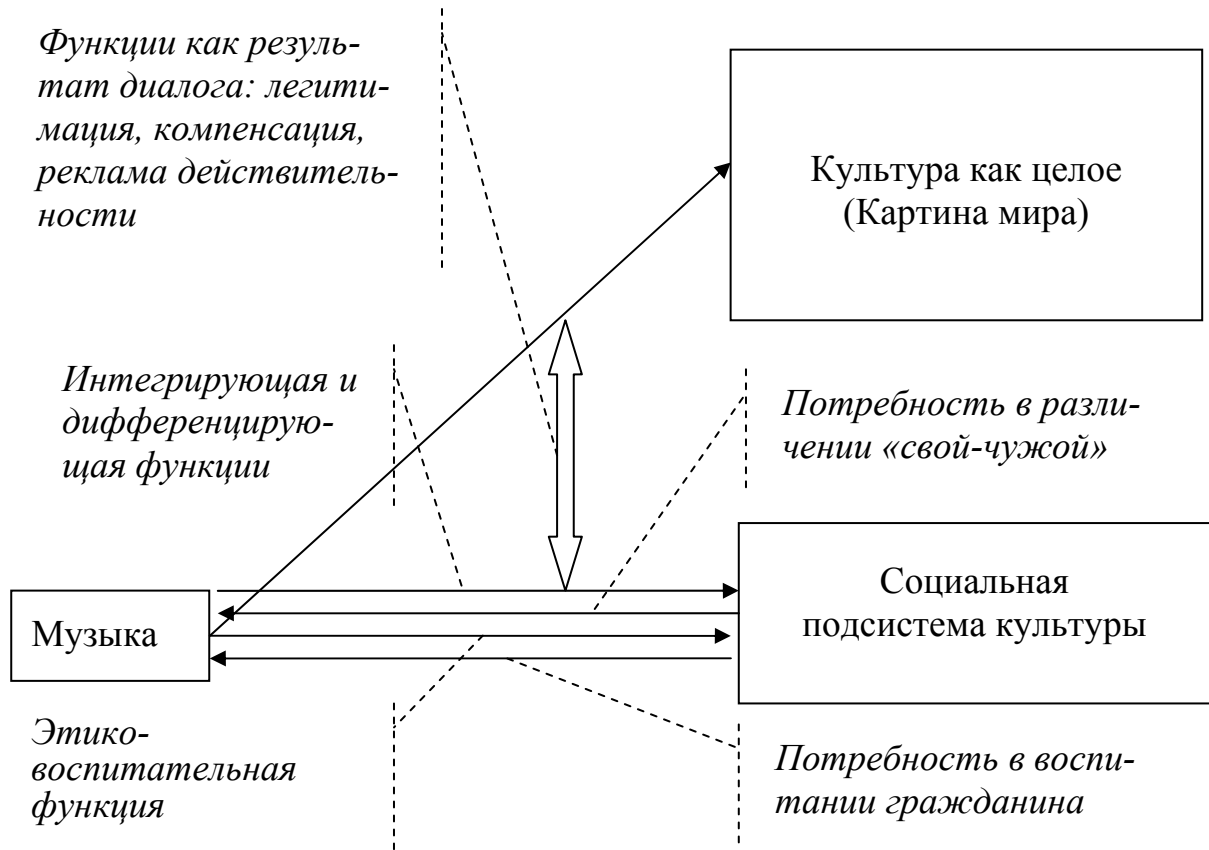 Функции как резуль-
тат диалога: легити-
мация, компенсация,
реклама действитель-
ности
Культура как целое
(Картина мира)
Интегрирующая и
дифференцирую-
щая функции
Потребность в разли-
чении «свой-чужой»
Музыка
Социальная
подсистема культуры
Этико-
воспитательная
функция
Потребность в воспи-
тании гражданина